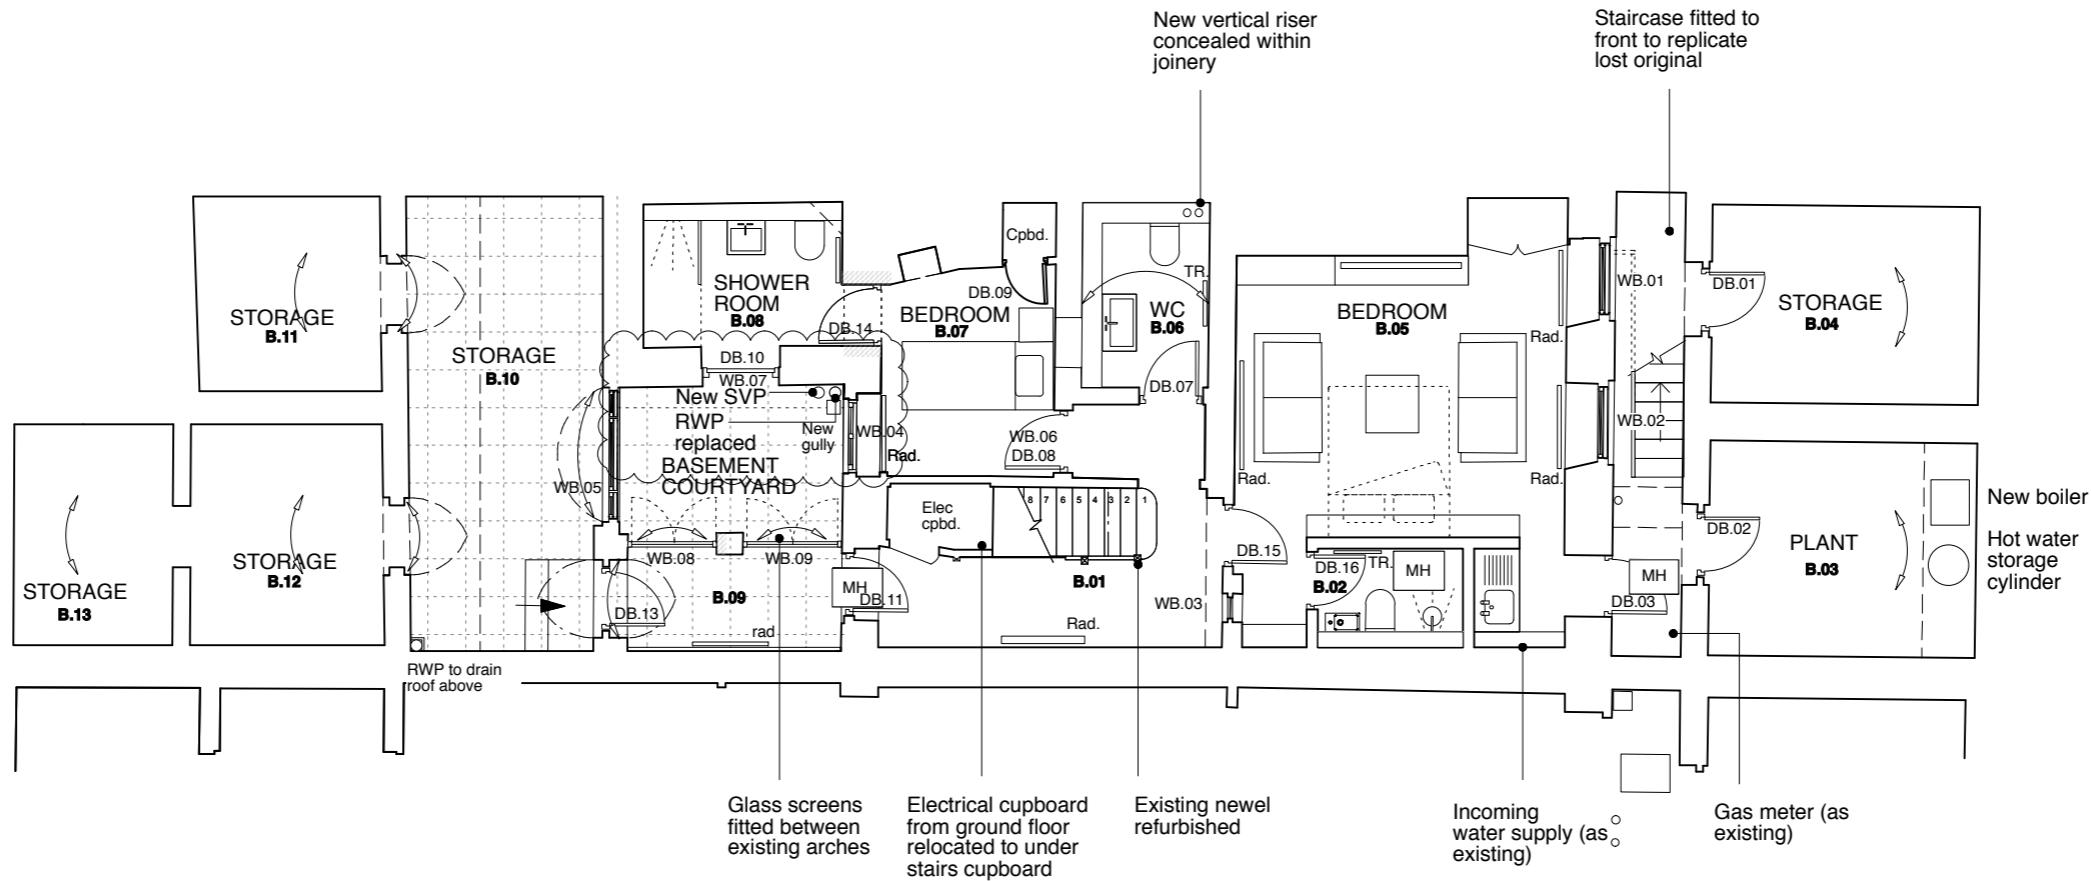 New vertical riser
concealed within
joinery
Staircase fitted to
front to replicate
lost original
STORAGE
B.11
STORAGE
B.10
SHOWER
ROOM
B.08
DB.14
DB.10
WB.07
New SVP
RWP
replaced
New
gully
BASEMENT
COURTYARD
WB.04
Rad.
WB.05
Cpbd.
DB.09
BEDROOM
B.07
WB.06
DB.08
TR.
WC
B.06
DB.07
BEDROOM
B.05
Rad.
Rad.
Rad.
WB.01
WB.02
DB.01
STORAGE
B.04
STORAGE
B.13
STORAGE
B.12
WB.08
WB.09
B.09
DB.13
rad
MH
DB.11
Elec
cpbd.
8 7 6 5 4 3 2 1
B.01
Rad.
WB.03
DB.15
DB.16
TR.
MH
B.02
DB.02
MH
DB.03
PLANT
B.03
New boiler
Hot water
storage
cylinder
RWP to drain
roof above
Glass screens
fitted between
existing arches
Electrical cupboard
from ground floor
relocated to under
stairs cupboard
Existing newel
refurbished
Incoming
water supply (as
existing)
Gas meter (as
existing)